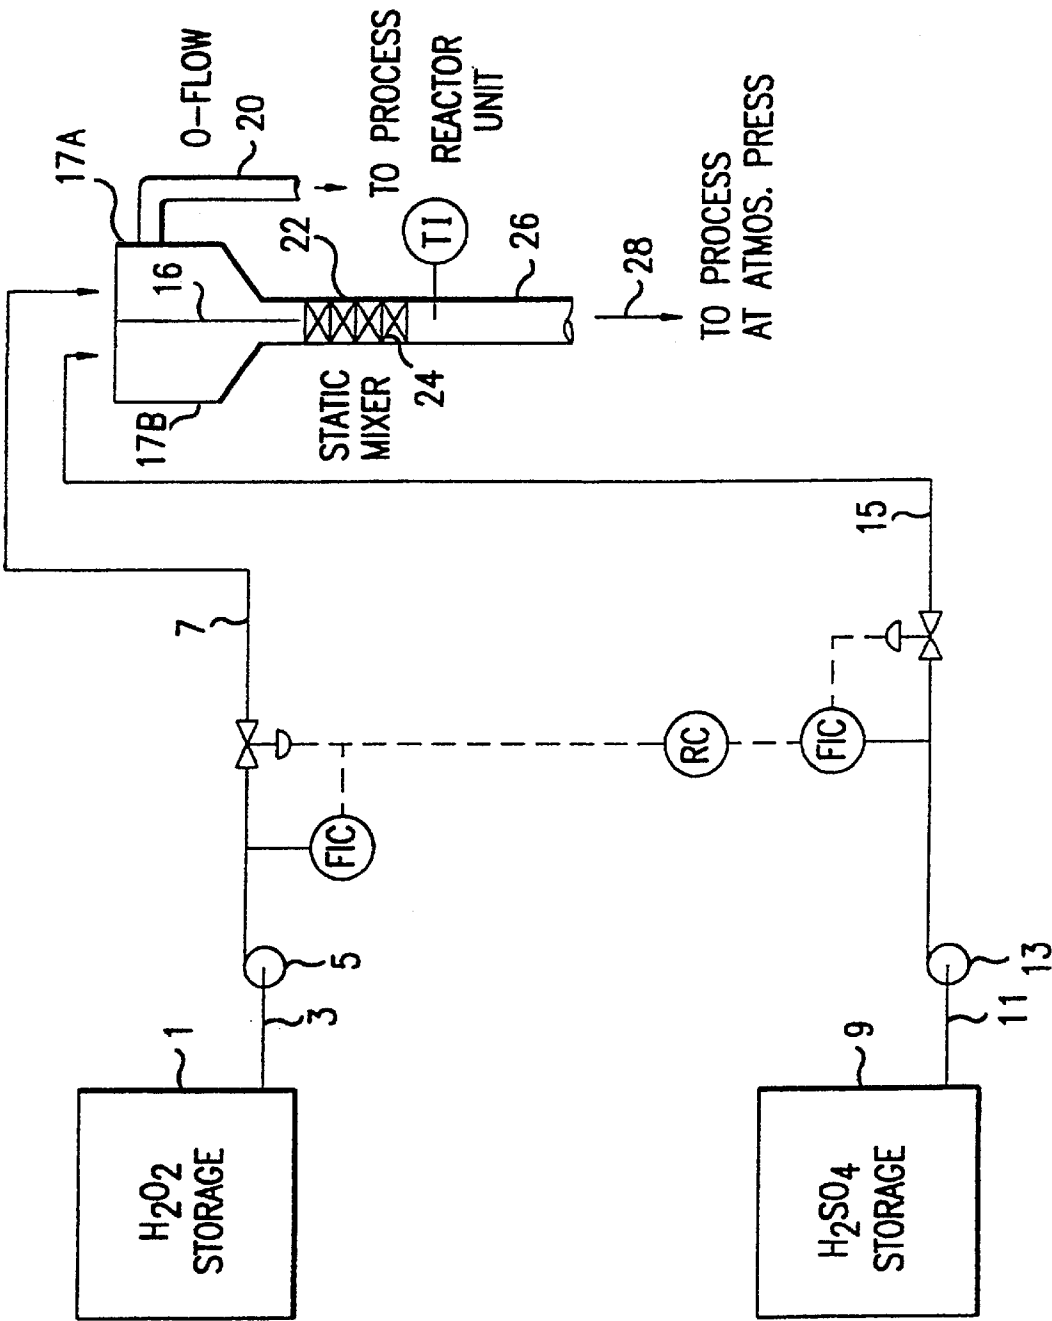 H2O2
STORAGE
1
3
5
FIC
7
H2SO4
STORAGE
9
11
13
FIC
RC
15
17A
17B
16
O-FLOW
20
TO PROCESS
REACTOR
UNIT
22
STATIC
MIXER
24
TI
26
28
TO PROCESS
AT ATMOS. PRESS